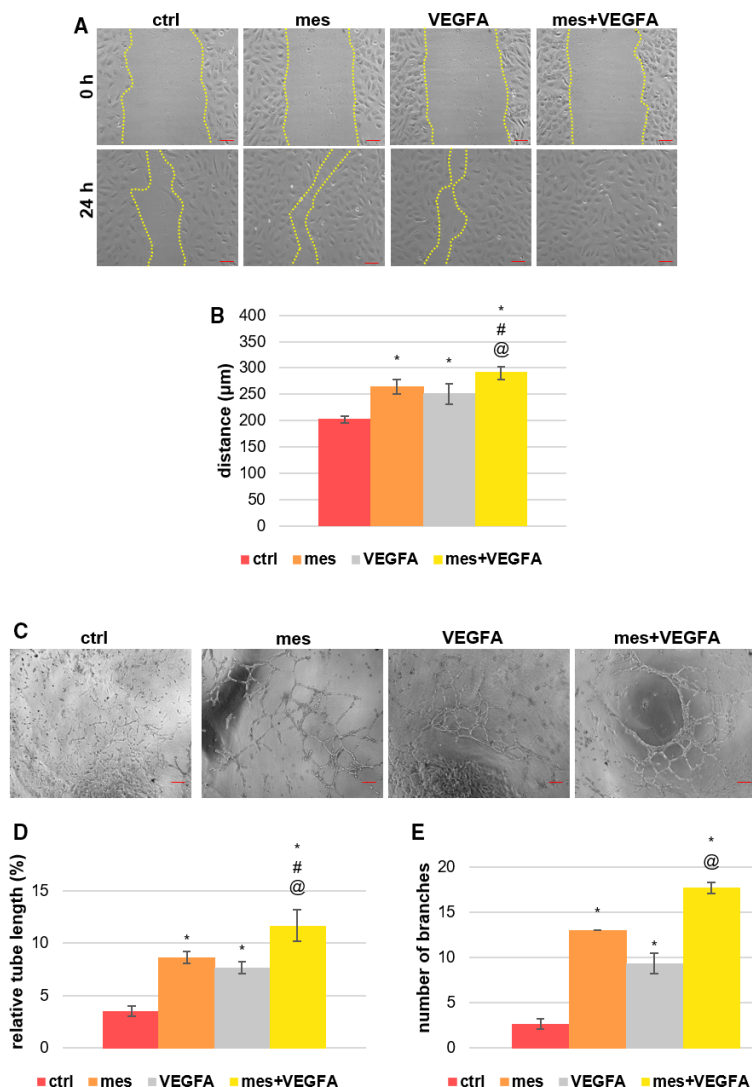 A
ctrl mes VEGFA mes+VEGFA
0 h
24 h
B
distance (µm)
400
350
300
250
200
150
100
50
0
* * * # @
ctrl mes VEGFA mes+VEGFA
C
ctrl mes VEGFA mes+VEGFA
D
relative tube length (%)
15
10
5
0
* * * # @
ctrl mes VEGFA mes+VEGFA
E
number of branches
20
15
10
5
0
* * * @
ctrl mes VEGFA mes+VEGFA